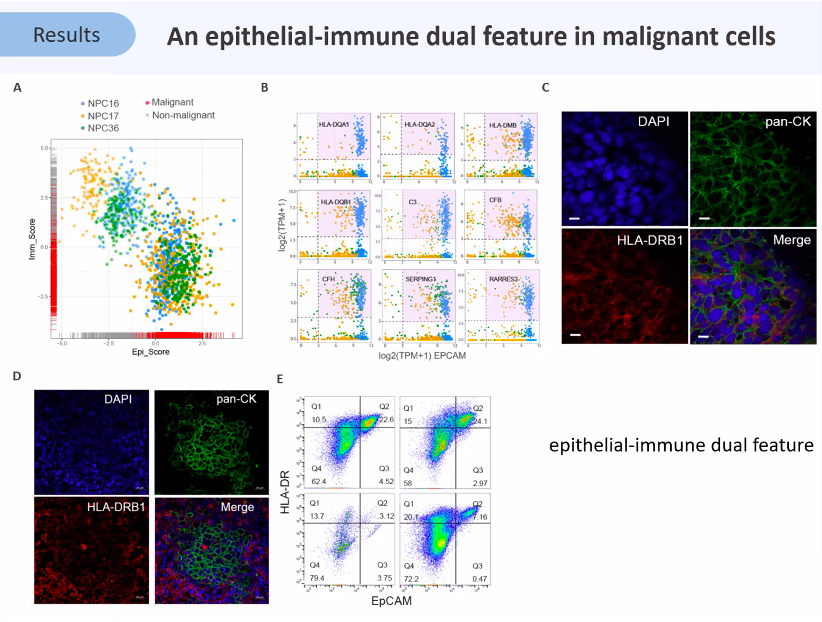 Results
An epithelial-immune dual feature in malignant cells
A
NPC16
NPC17
NPC36
Malignant
Non-malignant
5.0
2.5
0.0
-2.5
Imm_Score
-5.0
-2.5
0.0
2.5
Epi_Score
B
HLA-DQA1
HLA-DQA2
HLA-DMB
HLA-DQB1
C3
CFB
CFH
SERPING1
RARRES3
log2(TPM+1)
log2(TPM+1) EPCAM
C
DAPI
pan-CK
HLA-DRB1
Merge
D
DAPI
pan-CK
HLA-DRB1
Merge
E
Q1
10.5
Q2
22.6
Q4
62.4
Q3
4.52
Q1
15
Q2
24.1
Q4
58
Q3
2.97
Q1
13.7
Q2
3.12
Q4
79.4
Q3
3.75
Q1
20.1
Q2
7.16
Q4
72.2
Q3
0.47
HLA-DR
EpCAM
epithelial-immune dual feature